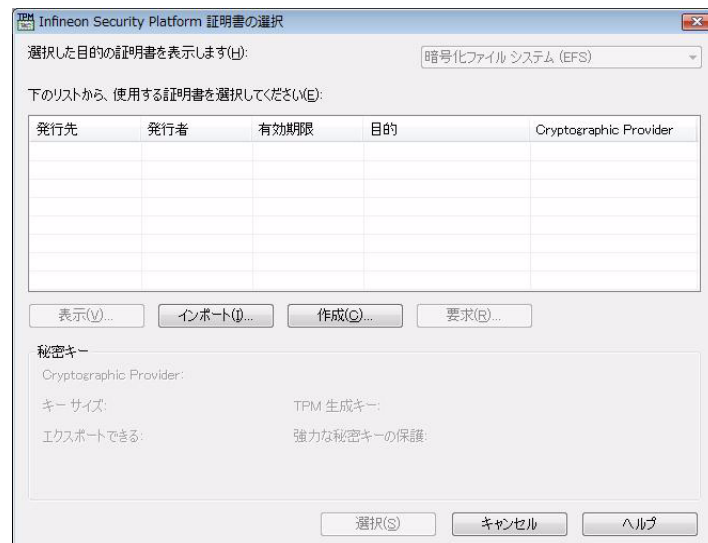 TPM Infineon Security Platform 証明書の選択
選択した目的の証明書を表示します(H): 暗号化ファイル システム (EFS)
下のリストから、使用する証明書を選択してください(E):
発行先 発行者 有効期限 目的 Cryptographic Provider
表示(V)... インポート(I)... 作成(C)... 要求(R)...
秘密キー
Cryptographic Provider:
キー サイズ: TPM 生成キー:
エクスポートできる: 強力な秘密キーの保護:
選択(S) キャンセル ヘルプ